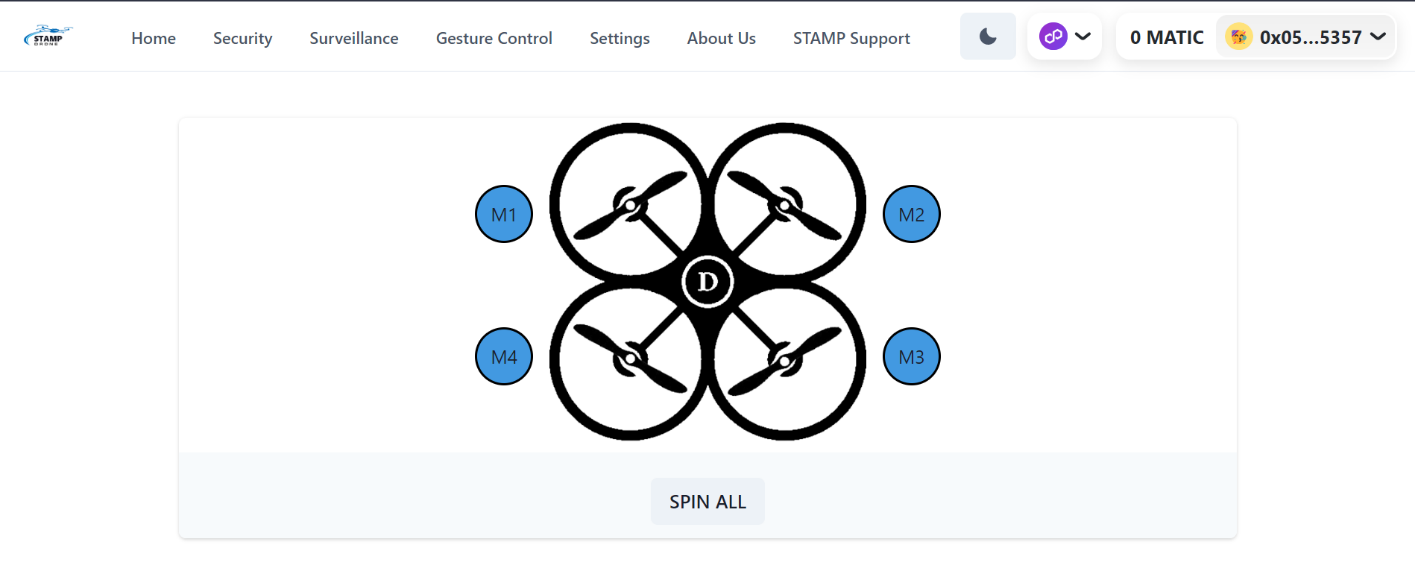 STAMP
DRONE
Home Security Surveillance Gesture Control Settings About Us STAMP Support 0 MATIC 0x05...5357
M1 M2
D
M4 M3
SPIN ALL